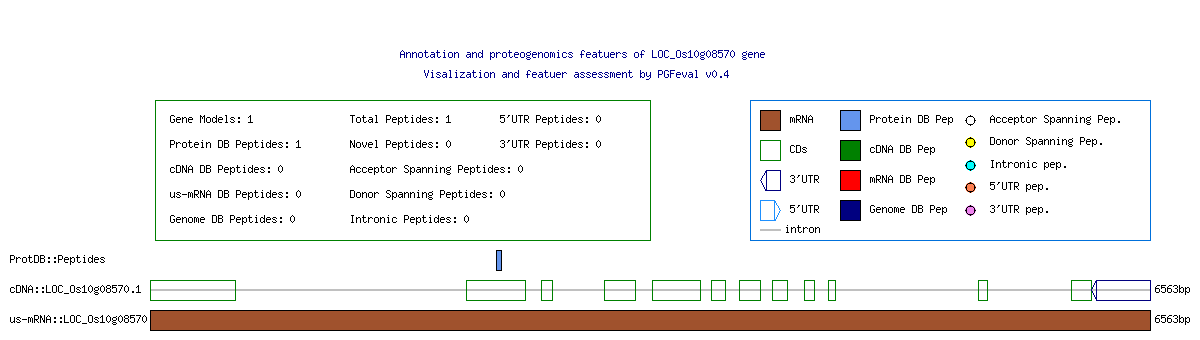 Annotation and proteogenomics featuers of LOC_Os10g08570 gene
Visalization and featuer assessment by PGFeval v0.4
Gene Models: 1 Total Peptides: 1 5'UTR Peptides: 0
Protein DB Peptides: 1 Novel Peptides: 0 3'UTR Peptides: 0
cDNA DB Peptides: 0 Acceptor Spanning Peptides: 0
us-mRNA DB Peptides: 0 Donor Spanning Peptides: 0
Genome DB Peptides: 0 Intronic Peptides: 0
mRNA Protein DB Pep Acceptor Spanning Pep.
CDs cDNA DB Pep Donor Spanning Pep.
3'UTR mRNA DB Pep Intronic pep.
5'UTR Genome DB Pep 5'UTR pep.
intron 3'UTR pep.
ProtDB::Peptides
cDNA::LOC_Os10g08570.1 6563bp
us-mRNA::LOC_Os10g08570 6563bp